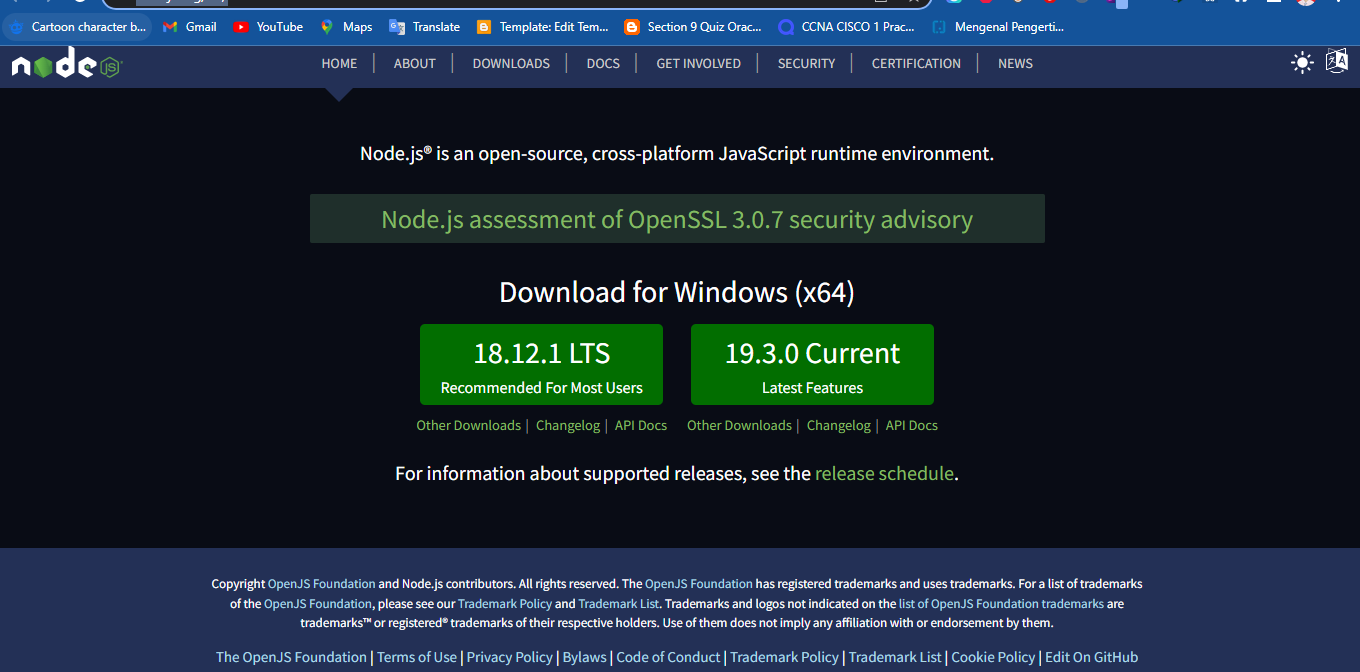 Cartoon character b... Gmail YouTube Maps Translate Template: Edit Tem... Section 9 Quiz Orac... CCNA CISCO 1 Prac... Mengenal Pengerti...
node JS
HOME | ABOUT | DOWNLOADS | DOCS | GET INVOLVED | SECURITY | CERTIFICATION | NEWS
Node.js® is an open-source, cross-platform JavaScript runtime environment.
Node.js assessment of OpenSSL 3.0.7 security advisory
Download for Windows (x64)
18.12.1 LTS
Recommended For Most Users
19.3.0 Current
Latest Features
Other Downloads | Changelog | API Docs
Other Downloads | Changelog | API Docs
For information about supported releases, see the release schedule.
Copyright OpenJS Foundation and Node.js contributors. All rights reserved. The OpenJS Foundation has registered trademarks and uses trademarks. For a list of trademarks
of the OpenJS Foundation, please see our Trademark Policy and Trademark List. Trademarks and logos not indicated on the list of OpenJS Foundation trademarks are
trademarks™ or registered® trademarks of their respective holders. Use of them does not imply any affiliation with or endorsement by them.
The OpenJS Foundation | Terms of Use | Privacy Policy | Bylaws | Code of Conduct | Trademark Policy | Trademark List | Cookie Policy | Edit On GitHub